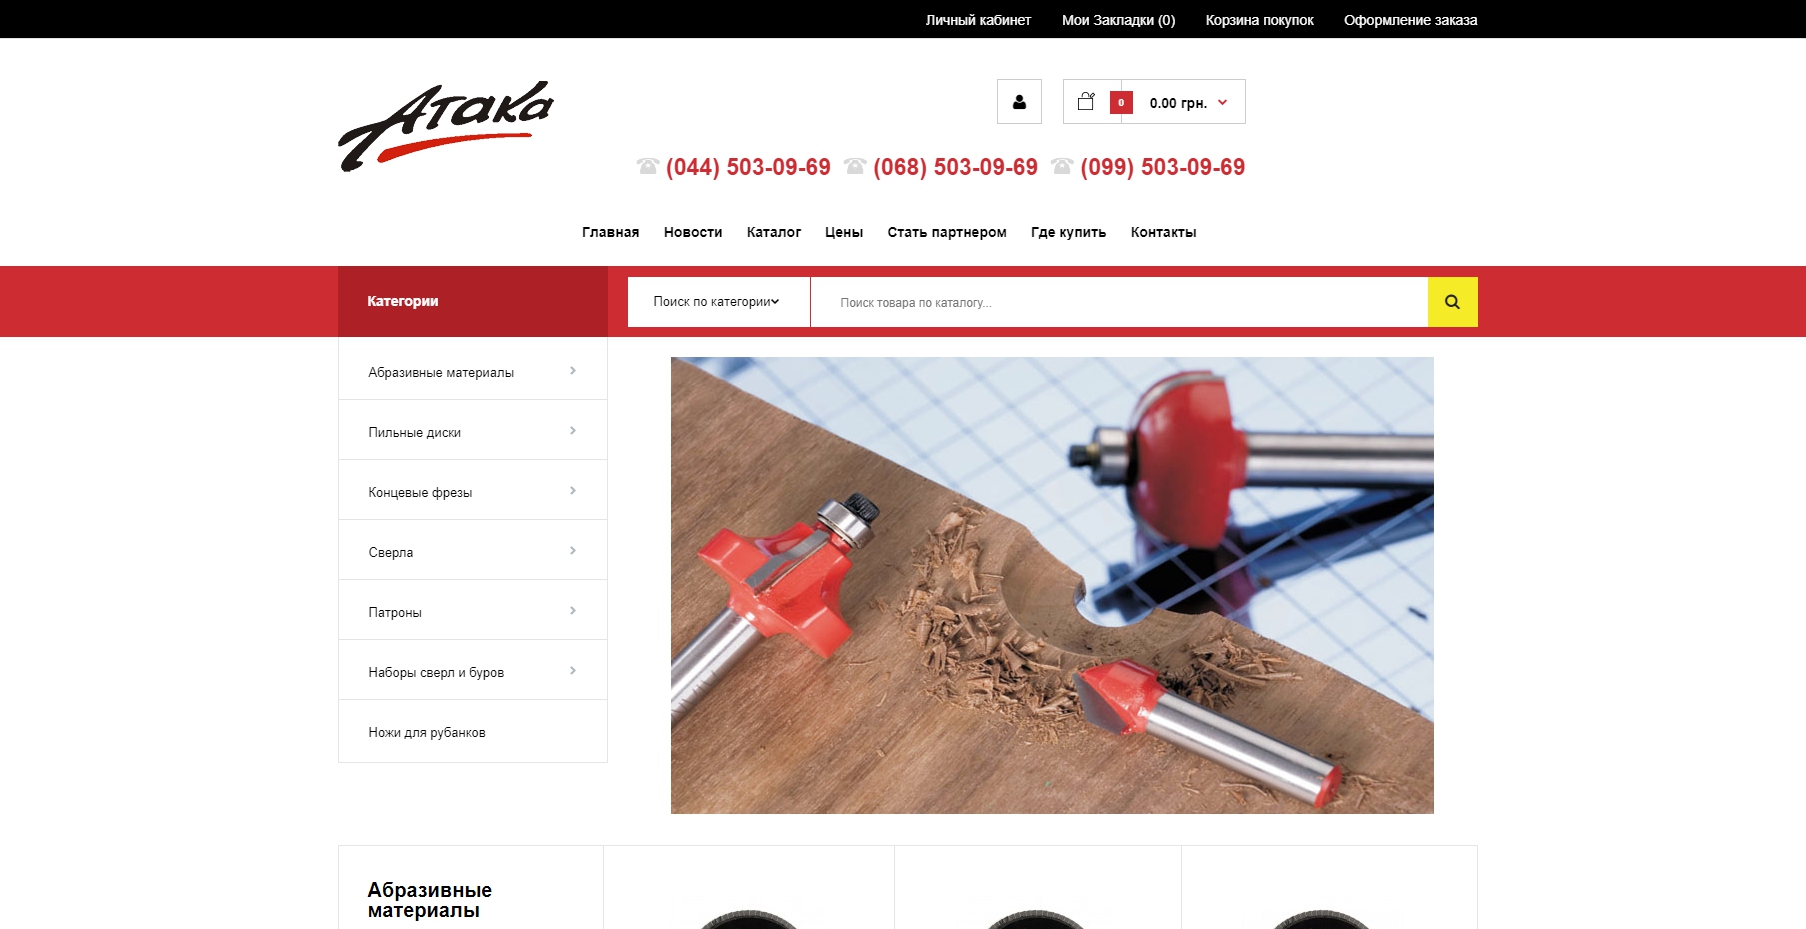 Личный кабинет Мои Закладки (0) Корзина покупок Оформление заказа
Атака
0 0.00 грн.
(044) 503-09-69 (068) 503-09-69 (099) 503-09-69
Главная Новости Каталог Цены Стать партнером Где купить Контакты
Категории
Поиск по категории
Поиск товара по каталогу...
Абразивные материалы
Пильные диски
Концевые фрезы
Сверла
Патроны
Наборы сверл и буров
Ножи для рубанков
Абразивные
материалы